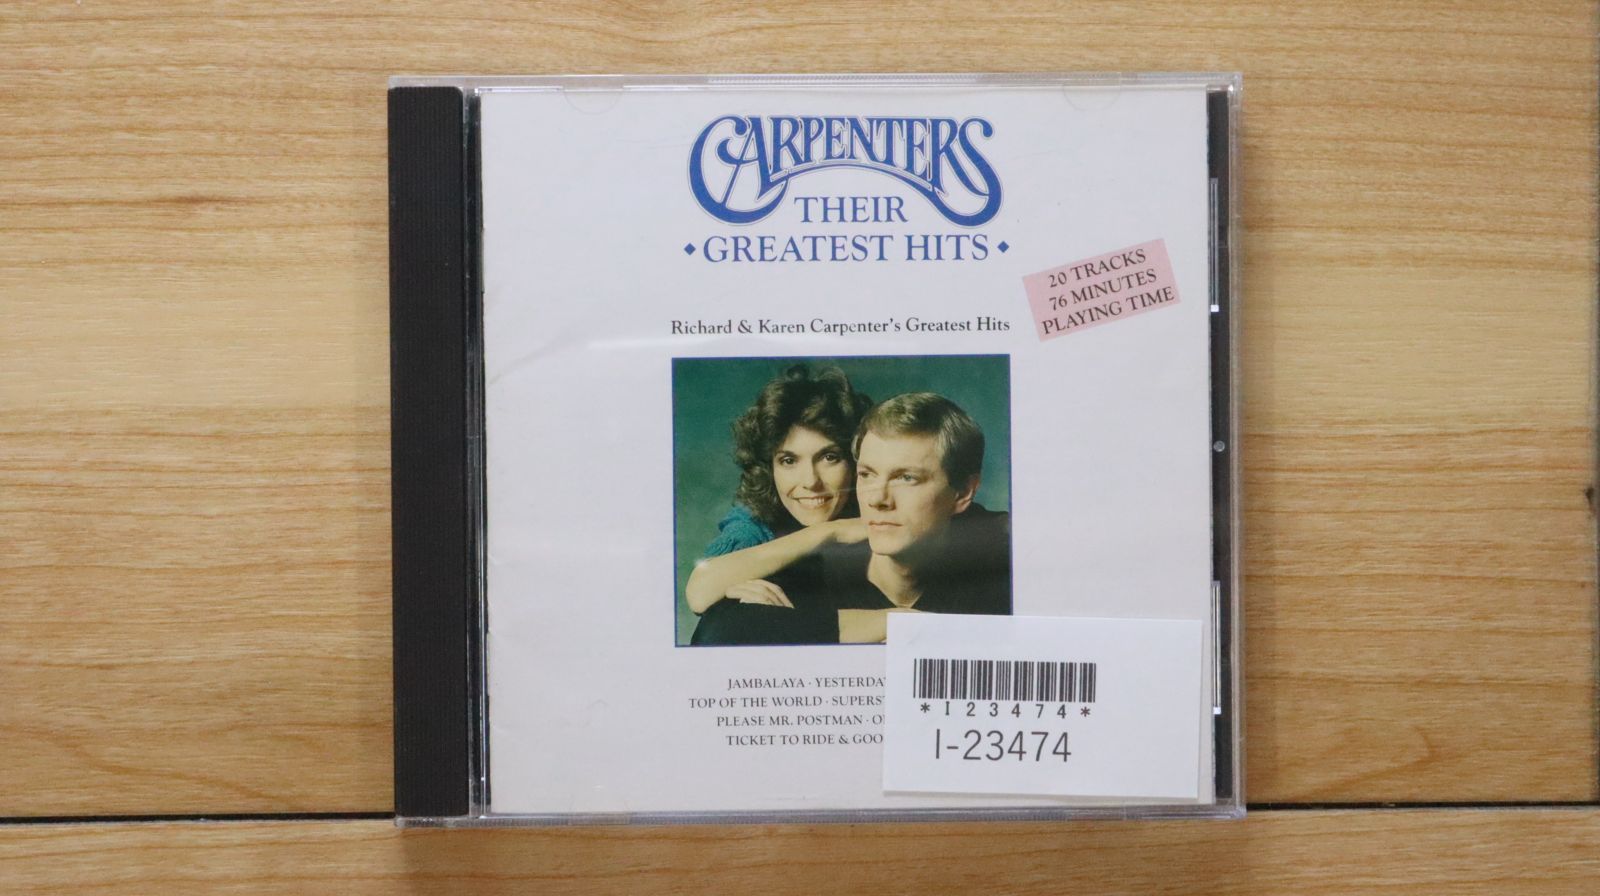 CARPENTERS
THEIR
• GREATEST HITS •
20 TRACKS
76 MINUTES
PLAYING TIME
Richard & Karen Carpenter's Greatest Hits
JAMBALAYA · YESTERDA
TOP OF THE WORLD · SUPERST
PLEASE MR. POSTMAN · O
TICKET TO RIDE & GOO
*I23474*
I-23474